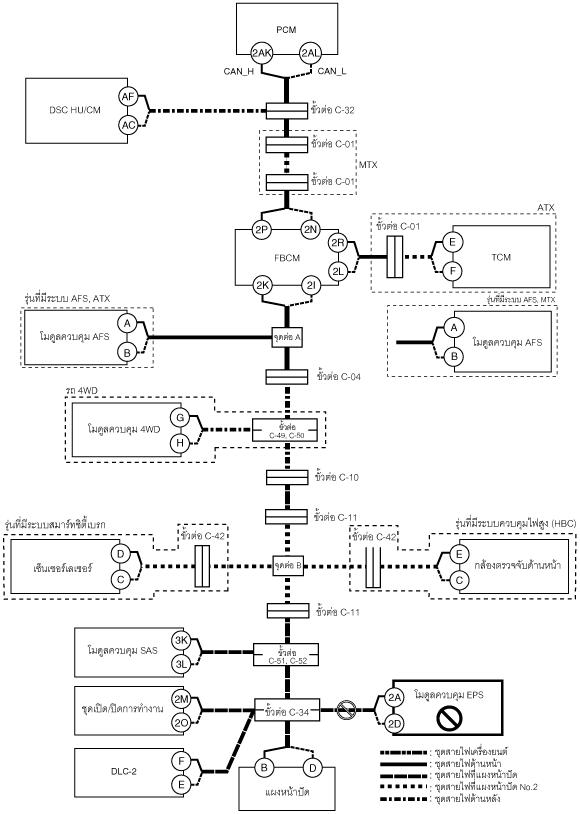 PCM
2AK
2AL
CAN_H
CAN_L
AF
DSC HU/CM
AC
ขั้วต่อ C-32
ขั้วต่อ C-01
MTX
ขั้วต่อ C-01
ATX
2P
2N
ขั้วต่อ C-01
2R
E
FBCM
TCM
2L
F
2K
2I
รุ่นที่มีระบบ AFS, ATX
รุ่นที่มีระบบ AFS, MTX
A
โมดูลควบคุม AFS
B
จุดต่อ A
A
โมดูลควบคุม AFS
B
ขั้วต่อ C-04
รถ 4WD
G
โมดูลควบคุม 4WD
H
ขั้วต่อ
C-49, C-50
ขั้วต่อ C-10
ขั้วต่อ C-11
รุ่นที่มีระบบสมาร์ทซิตี้เบรก
รุ่นที่มีระบบควบคุมไฟสูง (HBC)
ขั้วต่อ C-42
ขั้วต่อ C-42
D
เซ็นเซอร์เลเซอร์
C
จุดต่อ B
E
กล้องตรวจจับด้านหน้า
C
ขั้วต่อ C-11
3K
โมดูลควบคุม SAS
3L
ขั้วต่อ
C-51, C-52
2M
ชุดเปิด/ปิดการทำงาน
2O
ขั้วต่อ C-34
2A
โมดูลควบคุม EPS
2D
F
DLC-2
E
B
D
แผงหน้าปัด
: ชุดสายไฟเครื่องยนต์
: ชุดสายไฟด้านหน้า
: ชุดสายไฟที่แผงหน้าปัด
: ชุดสายไฟที่แผงหน้าปัด No.2
: ชุดสายไฟด้านหลัง